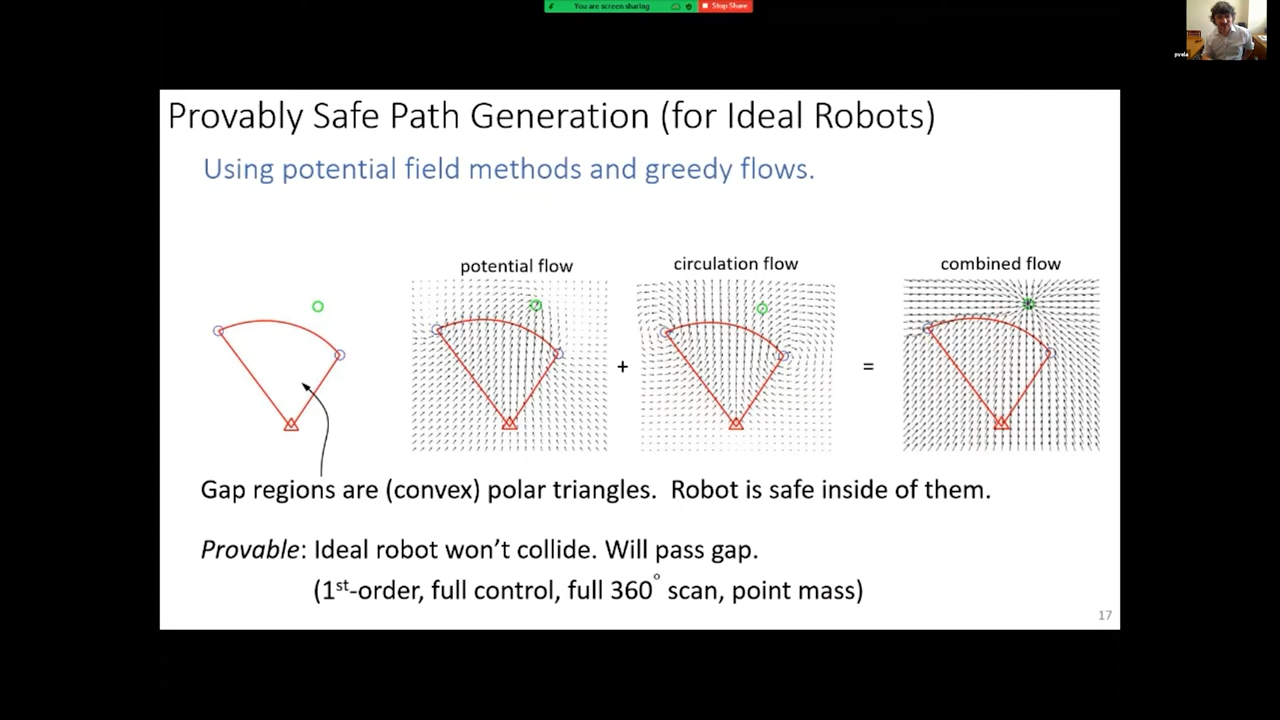 You are screen sharing
Stop Share
pvela
Provably Safe Path Generation (for Ideal Robots)
Using potential field methods and greedy flows.
potential flow
circulation flow
combined flow
+
=
Gap regions are (convex) polar triangles. Robot is safe inside of them.
Provable: Ideal robot won’t collide. Will pass gap.
(1st-order, full control, full 360° scan, point mass)
17